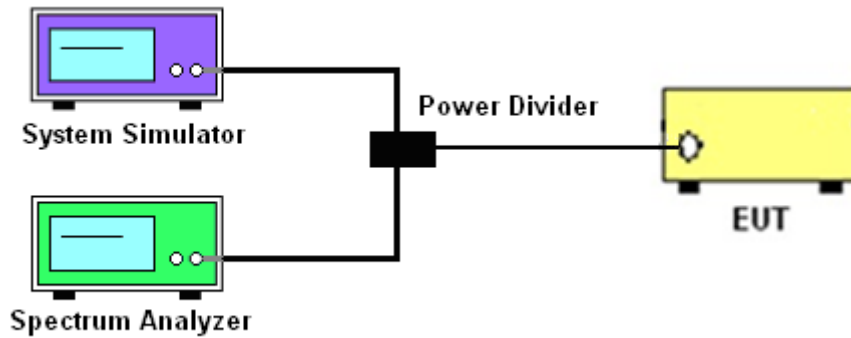 System Simulator
Power Divider
EUT
Spectrum Analyzer